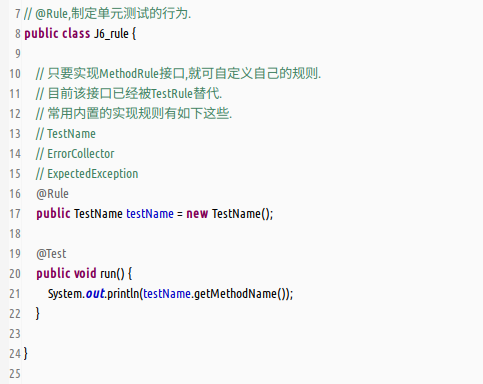 7 // @Rule,制定单元测试的行为.
8 public class J6_rule {
9
10 // 只要实现MethodRule接口,就可自定义自己的规则.
11 // 目前该接口已经被TestRule替代.
12 // 常用内置的实现规则有如下这些.
13 // TestName
14 // ErrorCollector
15 // ExpectedException
16 @Rule
17 public TestName testName = new TestName();
18
19 @Test
20 public void run() {
21 System.out.println(testName.getMethodName());
22 }
23
24 }
25